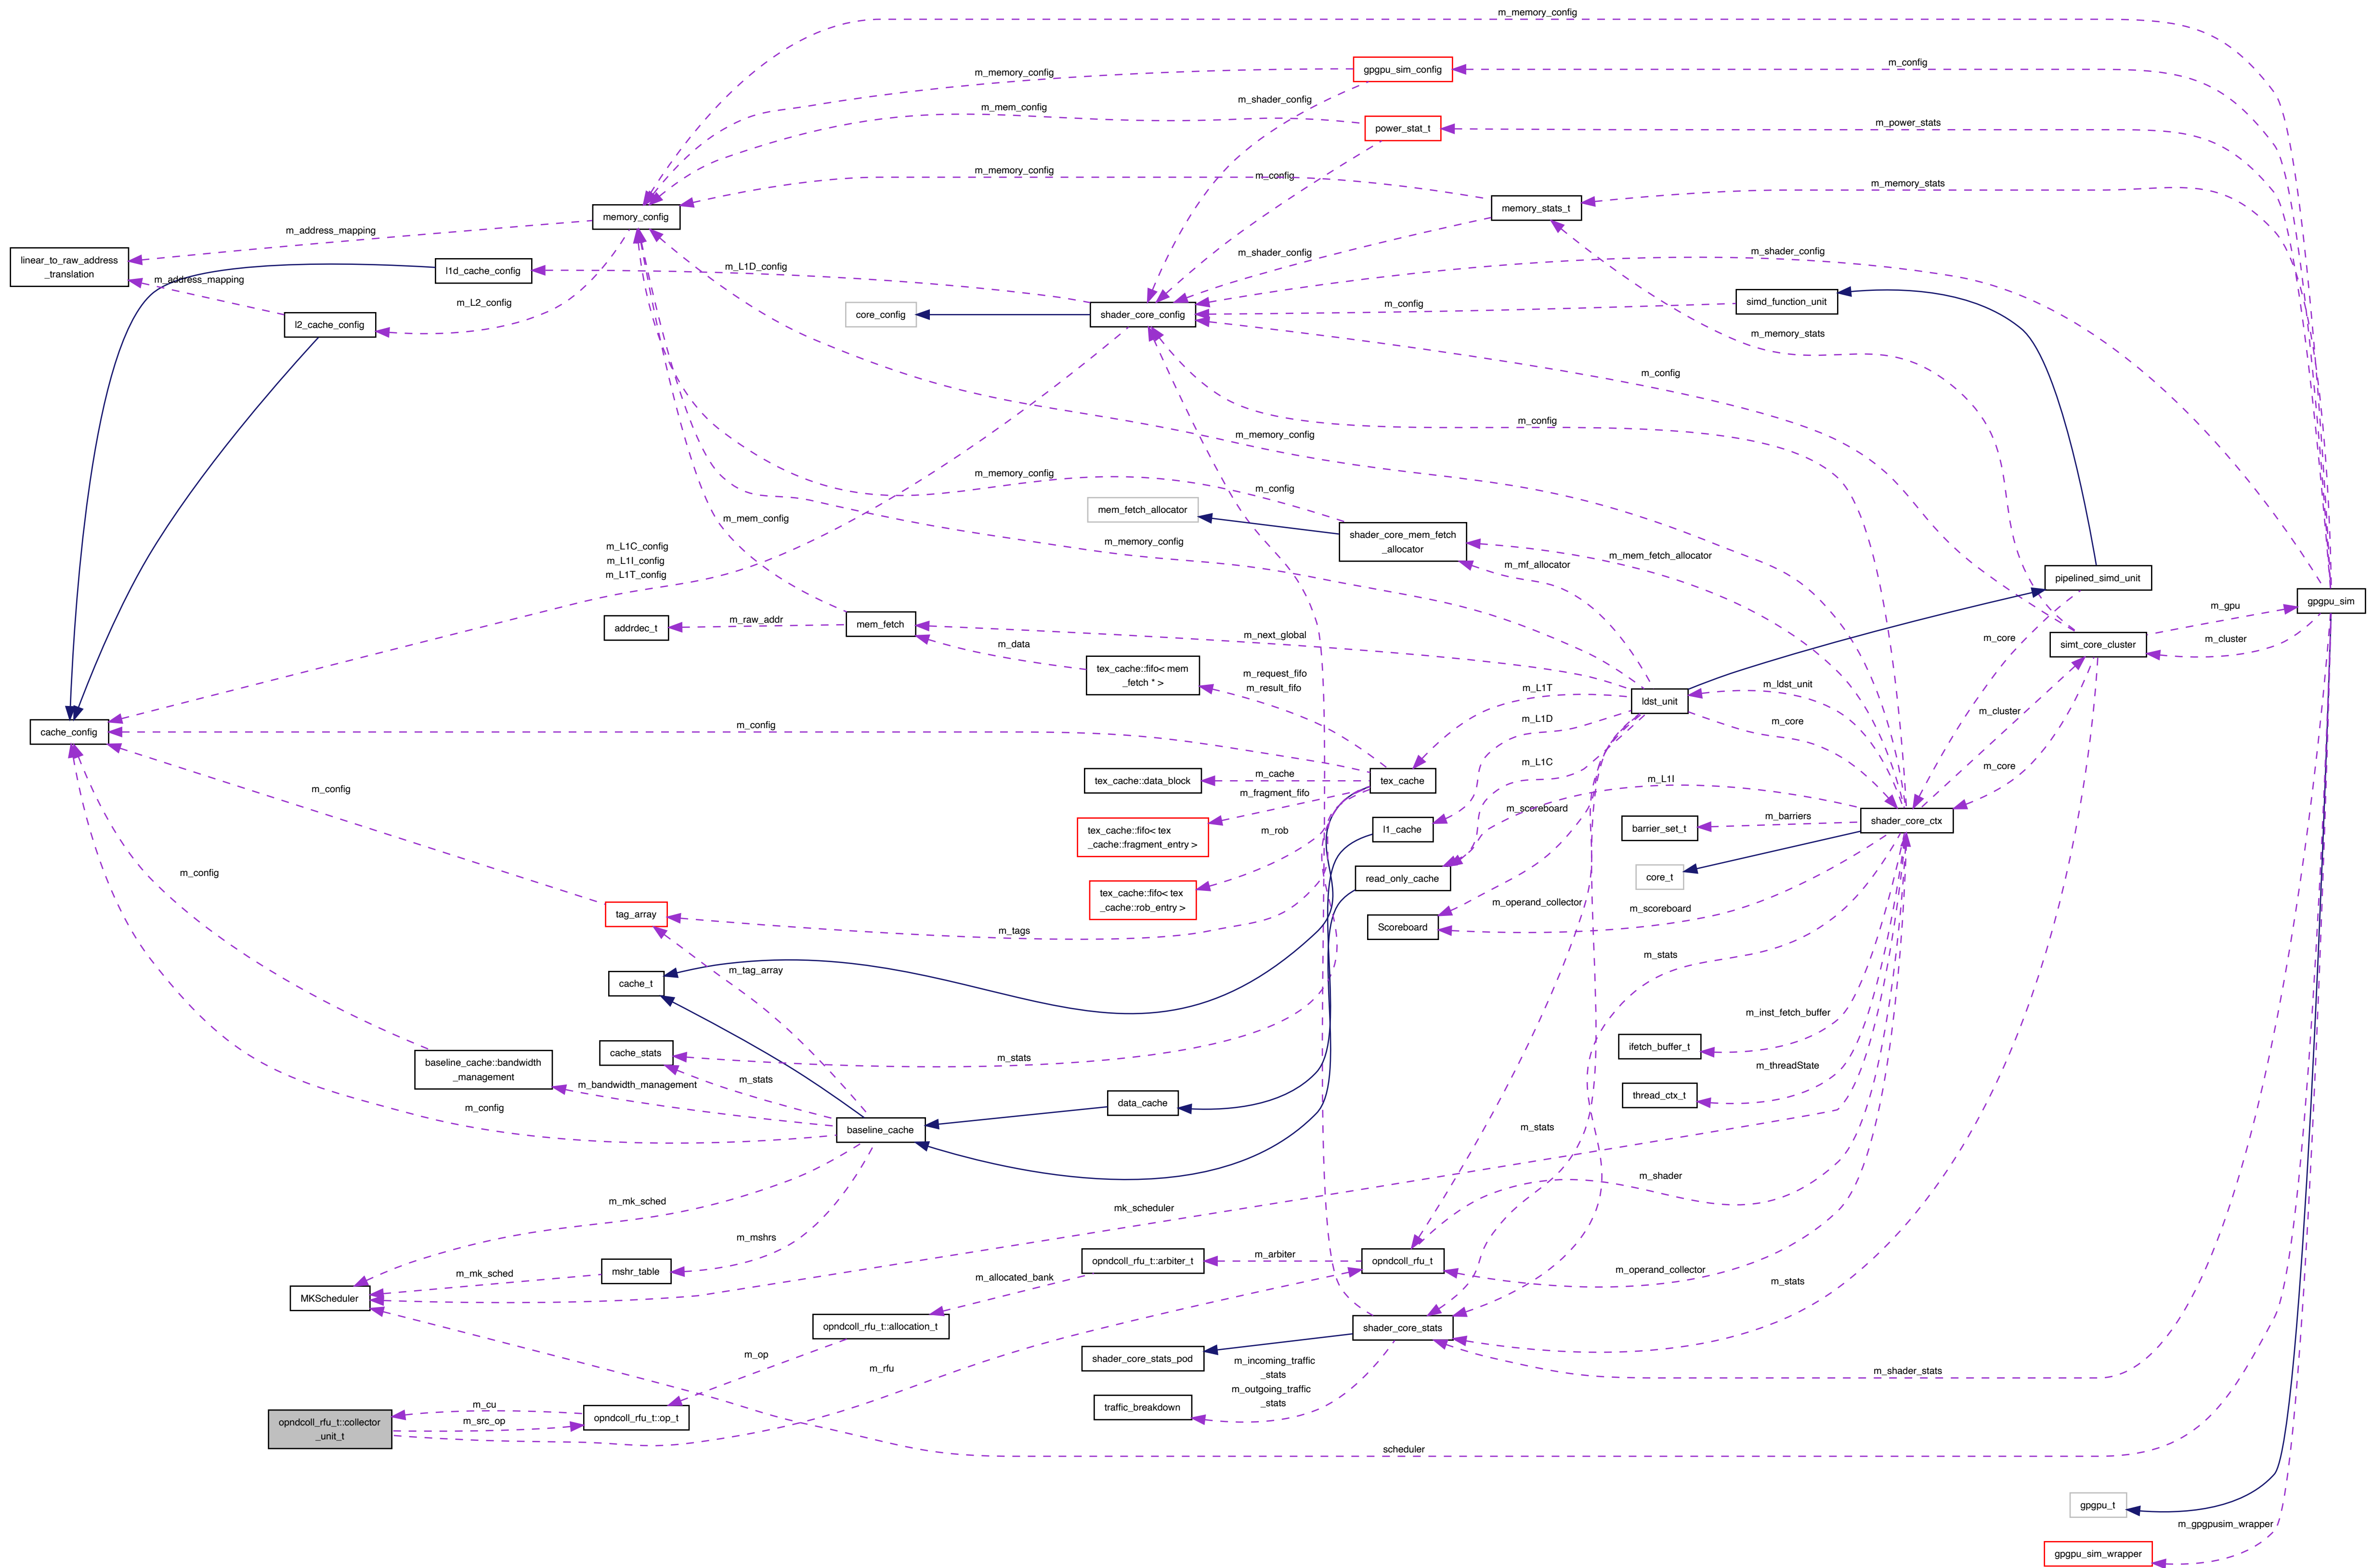 m_memory_config
gpgpu_sim_config
m_config
m_memory_config
m_shader_config
m_mem_config
power_stat_t
m_power_stats
m_config
m_memory_config
memory_stats_t
m_memory_stats
memory_config
m_address_mapping
linear_to_raw_address
_translation
l1d_cache_config
m_L1D_config
m_shader_config
m_shader_config
m_address_mapping
m_L2_config
l2_cache_config
core_config
shader_core_config
m_config
simd_function_unit
m_memory_stats
m_config
m_config
m_memory_config
m_memory_config
m_config
mem_fetch_allocator
shader_core_mem_fetch
_allocator
m_mem_config
m_memory_config
m_mem_fetch_allocator
m_mf_allocator
m_L1C_config
m_L1I_config
m_L1T_config
pipelined_simd_unit
gpgpu_sim
addrdec_t
m_raw_addr
mem_fetch
m_next_global
m_core
m_gpu
simt_core_cluster
m_cluster
m_data
tex_cache::fifo< mem
_fetch * >
m_request_fifo
m_result_fifo
m_L1T
ldst_unit
m_ldst_unit
m_cluster
m_core
m_L1D
cache_config
m_config
m_core
m_L1C
m_L1I
tex_cache::data_block
m_cache
tex_cache
m_config
m_fragment_fifo
tex_cache::fifo< tex
_cache::fragment_entry >
m_rob
l1_cache
m_scoreboard
barrier_set_t
m_barriers
shader_core_ctx
m_config
tex_cache::fifo< tex
_cache::rob_entry >
read_only_cache
core_t
m_operand_collector
m_scoreboard
tag_array
m_tags
Scoreboard
m_stats
m_tag_array
cache_t
m_inst_fetch_buffer
ifetch_buffer_t
cache_stats
m_stats
baseline_cache::bandwidth
_management
m_bandwidth_management
m_stats
m_threadState
thread_ctx_t
m_config
data_cache
baseline_cache
m_stats
m_shader
m_mk_sched
mk_scheduler
m_mshrs
m_mk_sched
mshr_table
MKScheduler
opndcoll_rfu_t::arbiter_t
m_arbiter
opndcoll_rfu_t
m_operand_collector
m_stats
m_allocated_bank
opndcoll_rfu_t::allocation_t
shader_core_stats
m_op
m_rfu
shader_core_stats_pod
m_incoming_traffic
_stats
m_outgoing_traffic
_stats
m_shader_stats
traffic_breakdown
opndcoll_rfu_t::collector
_unit_t
m_cu
m_src_op
opndcoll_rfu_t::op_t
scheduler
gpgpu_t
m_gpgpusim_wrapper
gpgpu_sim_wrapper